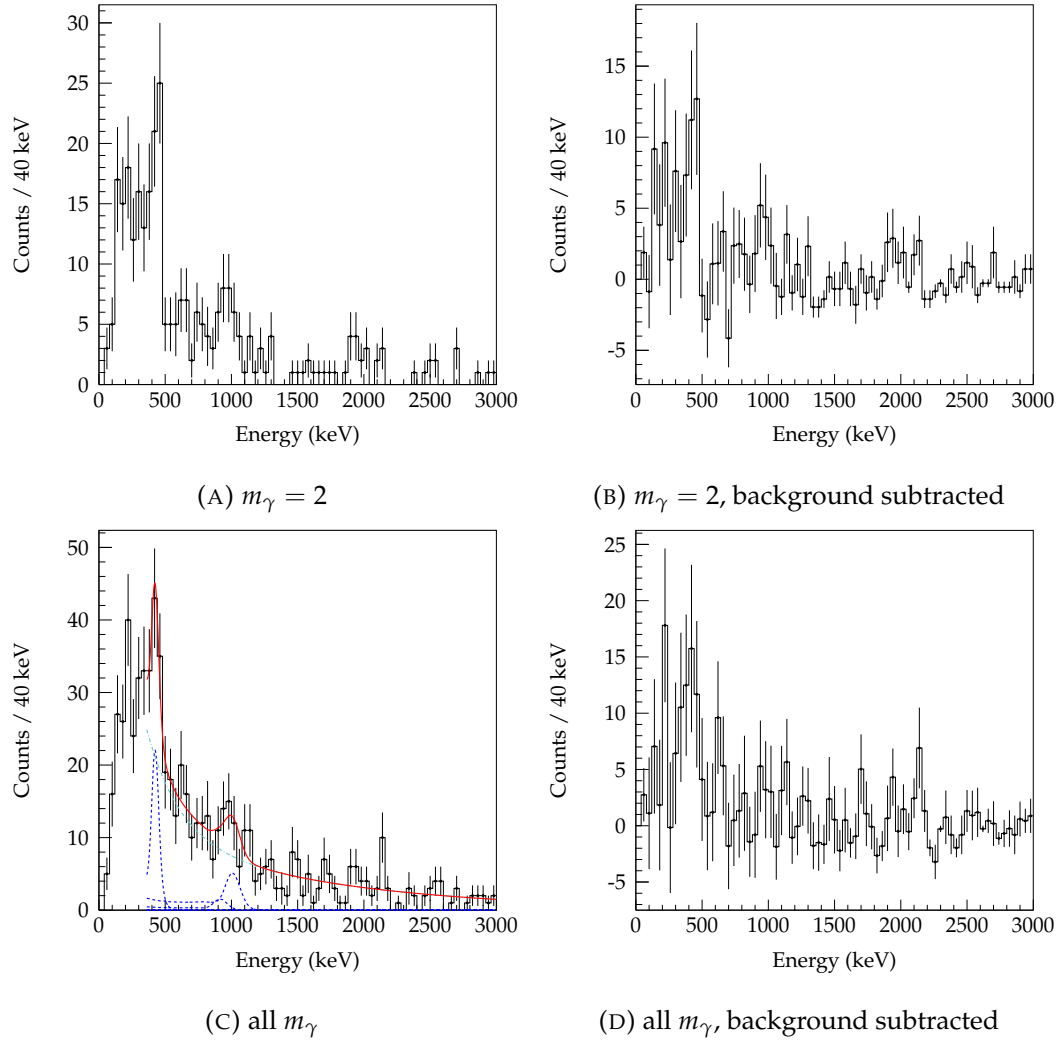 30
25
20
15
10
5
0
Counts / 40 keV
0 500 1000 1500 2000 2500 3000
Energy (keV)
(A) mγ = 2
15
10
5
0
-5
Counts / 40 keV
0 500 1000 1500 2000 2500 3000
Energy (keV)
(B) mγ = 2, background subtracted
50
40
30
20
10
0
Counts / 40 keV
0 500 1000 1500 2000 2500 3000
Energy (keV)
(C) all mγ
25
20
15
10
5
0
-5
Counts / 40 keV
0 500 1000 1500 2000 2500 3000
Energy (keV)
(D) all mγ, background subtracted